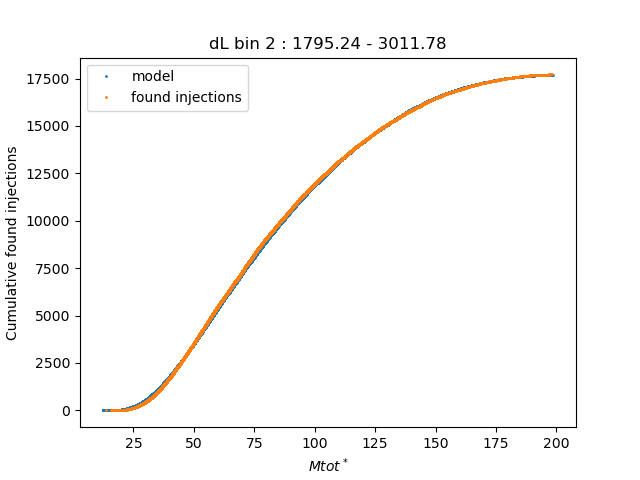 dL bin 2 : 1795.24 - 3011.78
model
found injections
Cumulative found injections
17500
15000
12500
10000
7500
5000
2500
0
25 50 75 100 125 150 175 200
Mtot*